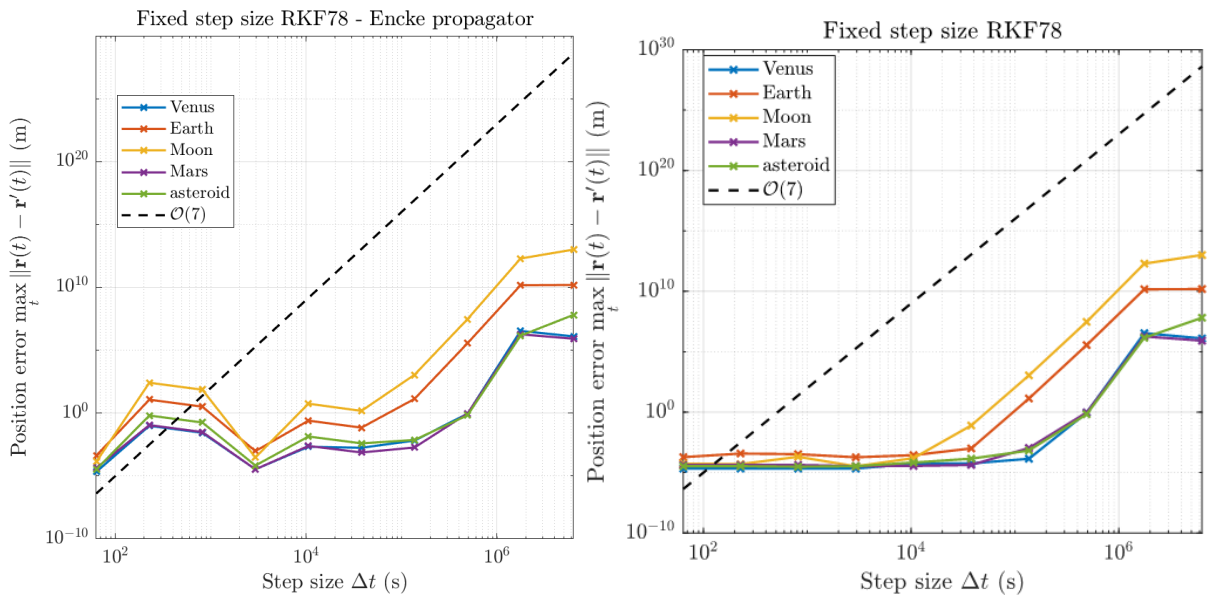 Fixed step size RKF78 - Encke propagator
Position error max_t ‖r(t) − r′(t)‖ (m)
10^20
10^10
10^0
10^-10
Venus
Earth
Moon
Mars
asteroid
𝒪(7)
10^2
10^4
10^6
Step size Δt (s)
Fixed step size RKF78
Position error max_t ‖r(t) − r′(t)‖ (m)
10^30
10^20
10^10
10^0
10^-10
Venus
Earth
Moon
Mars
asteroid
𝒪(7)
10^2
10^4
10^6
Step size Δt (s)